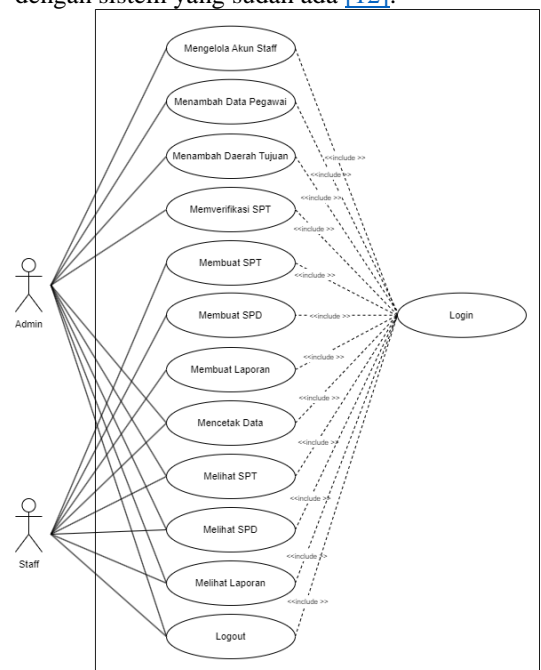 dengan sistem yang sudah ada [12].
Mengelola Akun Staff
Menambah Data Pegawai
Menambah Daerah Tujuan
<<include >>
<<include >>
<<include >>
Memverifikasi SPT
<<include >>
Membuat SPT
<<include >>
Admin
Membuat SPD
<<include >>
Login
<<include >>
Membuat Laporan
<<include >>
Mencetak Data
<<include >>
Melihat SPT
<<include >>
Melihat SPD
Staff
<<include >>
Melihat Laporan
<<include >>
Logout